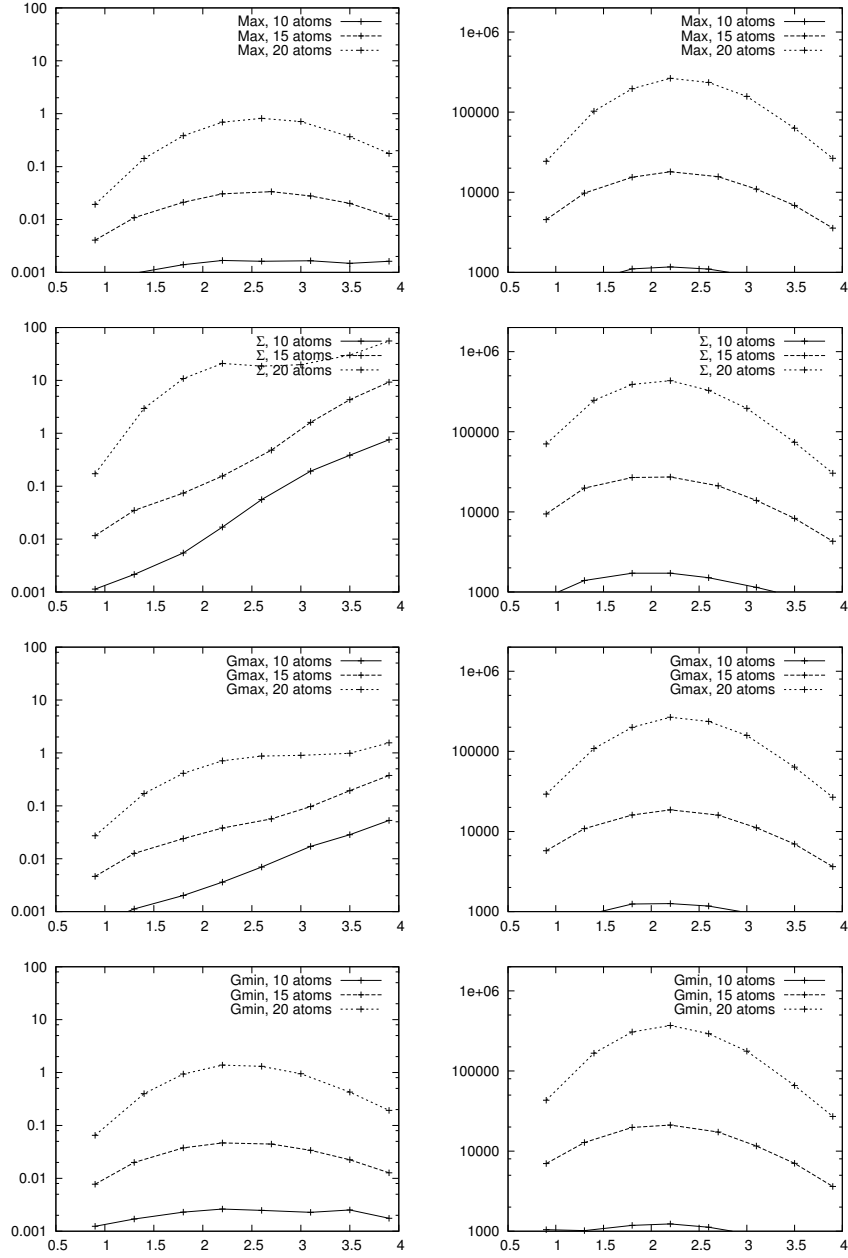 100
10
1
0.1
0.01
0.001
0.5 1 1.5 2 2.5 3 3.5 4
Max, 10 atoms
Max, 15 atoms
Max, 20 atoms
1e+06
100000
10000
1000
0.5 1 1.5 2 2.5 3 3.5 4
Max, 10 atoms
Max, 15 atoms
Max, 20 atoms
100
10
1
0.1
0.01
0.001
0.5 1 1.5 2 2.5 3 3.5 4
Σ, 10 atoms
Σ, 15 atoms
Σ, 20 atoms
1e+06
100000
10000
1000
0.5 1 1.5 2 2.5 3 3.5 4
Σ, 10 atoms
Σ, 15 atoms
Σ, 20 atoms
100
10
1
0.1
0.01
0.001
0.5 1 1.5 2 2.5 3 3.5 4
Gmax, 10 atoms
Gmax, 15 atoms
Gmax, 20 atoms
1e+06
100000
10000
1000
0.5 1 1.5 2 2.5 3 3.5 4
Gmax, 10 atoms
Gmax, 15 atoms
Gmax, 20 atoms
100
10
1
0.1
0.01
0.001
0.5 1 1.5 2 2.5 3 3.5 4
Gmin, 10 atoms
Gmin, 15 atoms
Gmin, 20 atoms
1e+06
100000
10000
1000
0.5 1 1.5 2 2.5 3 3.5 4
Gmin, 10 atoms
Gmin, 15 atoms
Gmin, 20 atoms